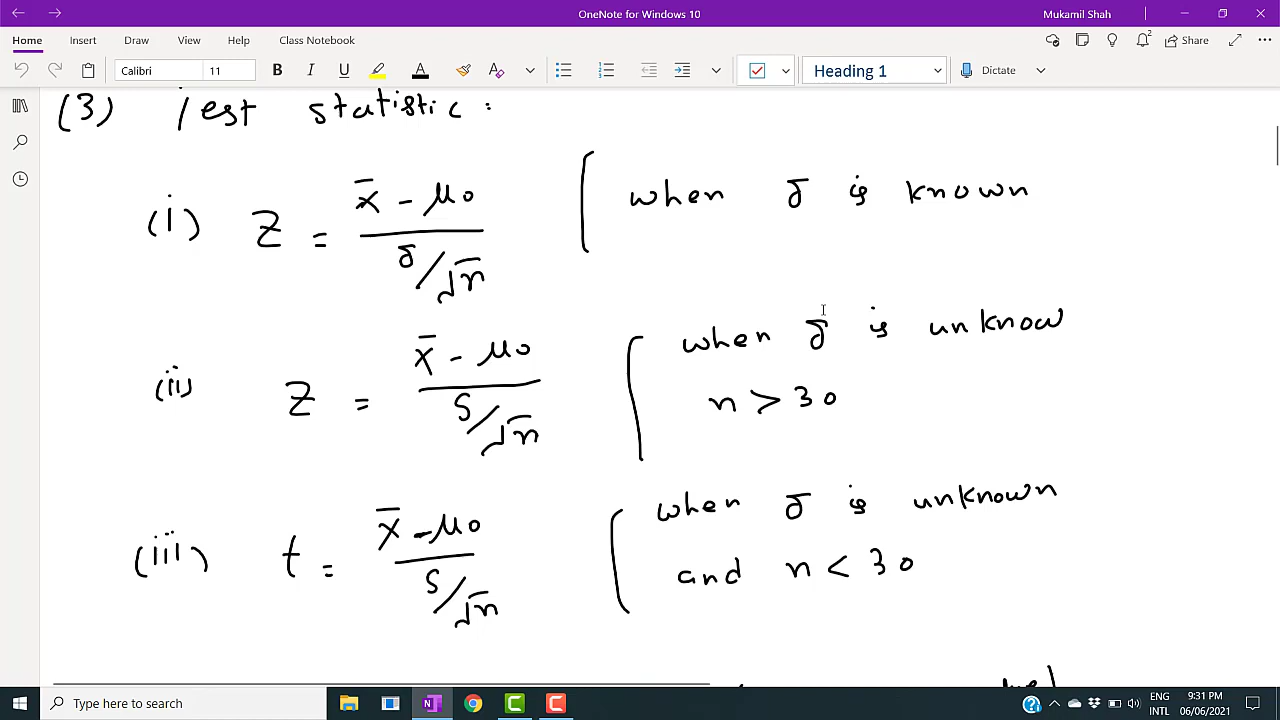 OneNote for Windows 10
Mukamil Shah
Home Insert Draw View Help Class Notebook
Share
Calibri 11 B I U A Heading 1 Dictate
(3) Test statistic :
(i) Z = x̄ - μ0 / σ/√n when σ is known
(ii) Z = x̄ - μ0 / S/√n when σ is unknow
n > 30
(iii) t = x̄ - μ0 / S/√n when σ is unknown
and n < 30
Type here to search
ENG 9:31 PM
INTL 06/06/2021